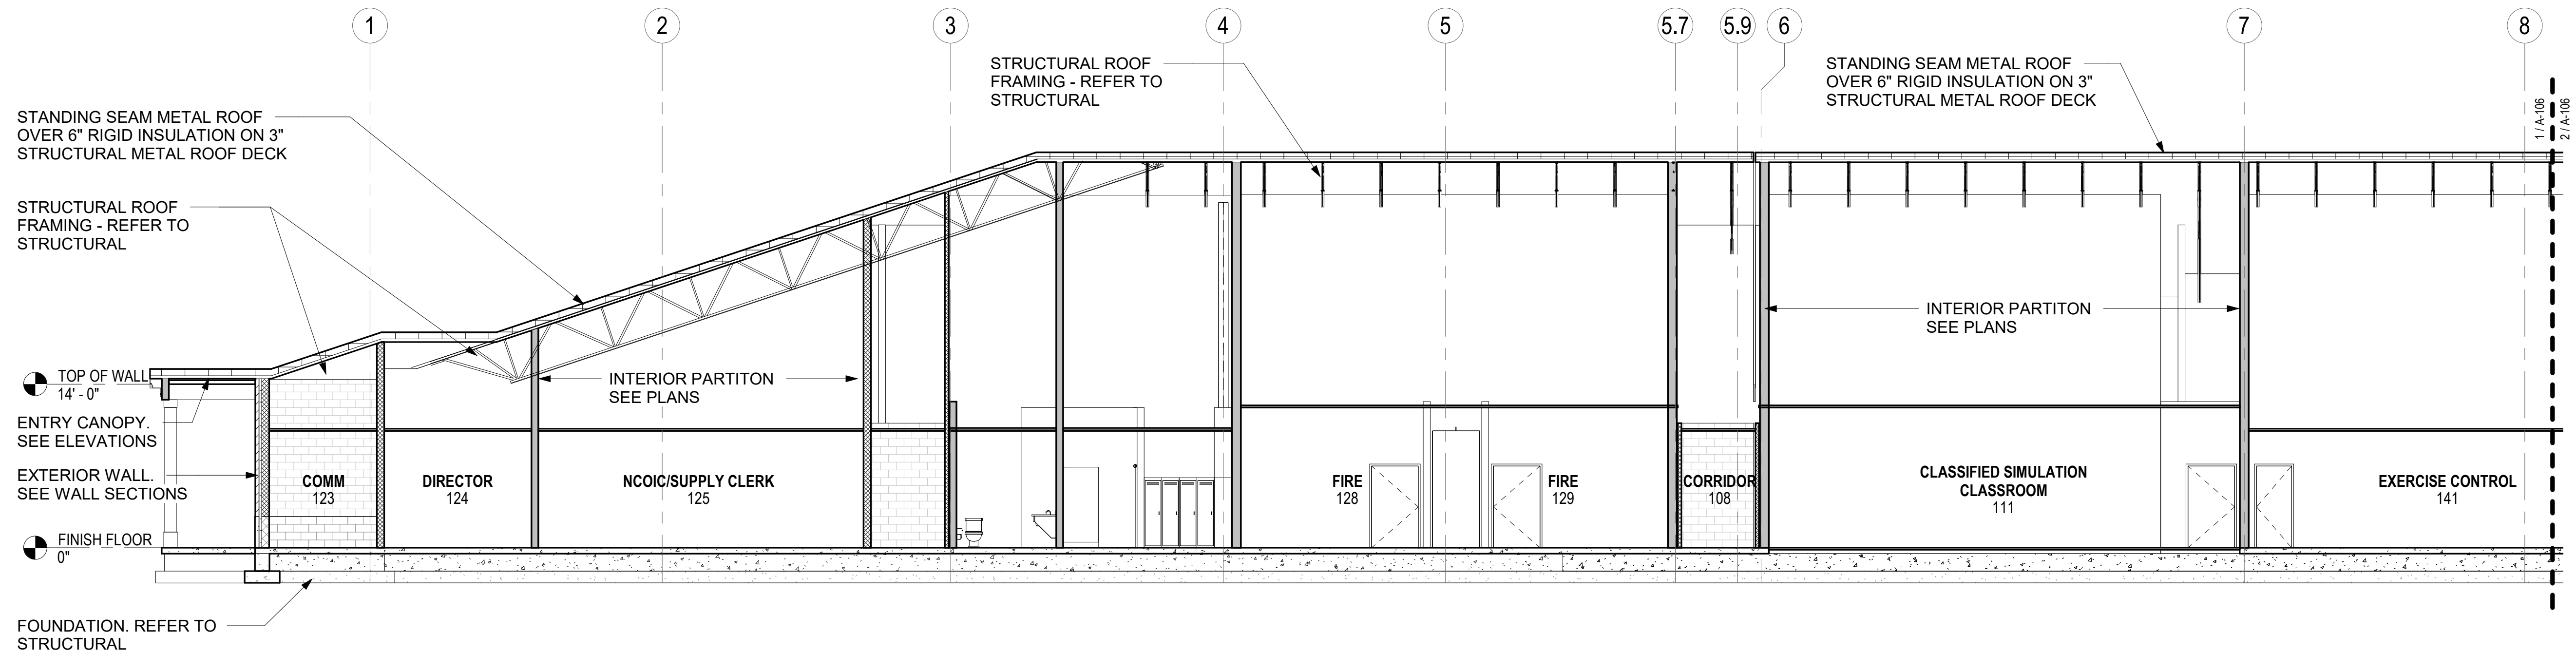 1
2
3
4
5
5.7
5.9
6
7
8
STANDING SEAM METAL ROOF
OVER 6" RIGID INSULATION ON 3"
STRUCTURAL METAL ROOF DECK
STRUCTURAL ROOF
FRAMING - REFER TO
STRUCTURAL
STRUCTURAL ROOF
FRAMING - REFER TO
STRUCTURAL
STANDING SEAM METAL ROOF
OVER 6" RIGID INSULATION ON 3"
STRUCTURAL METAL ROOF DECK
1 / A-106
2 / A-106
TOP OF WALL
14' - 0"
ENTRY CANOPY.
SEE ELEVATIONS
EXTERIOR WALL.
SEE WALL SECTIONS
FINISH FLOOR
0"
FOUNDATION. REFER TO
STRUCTURAL
INTERIOR PARTITON
SEE PLANS
INTERIOR PARTITON
SEE PLANS
COMM
123
DIRECTOR
124
NCOIC/SUPPLY CLERK
125
FIRE
128
FIRE
129
CORRIDOR
108
CLASSIFIED SIMULATION
CLASSROOM
111
EXERCISE CONTROL
141